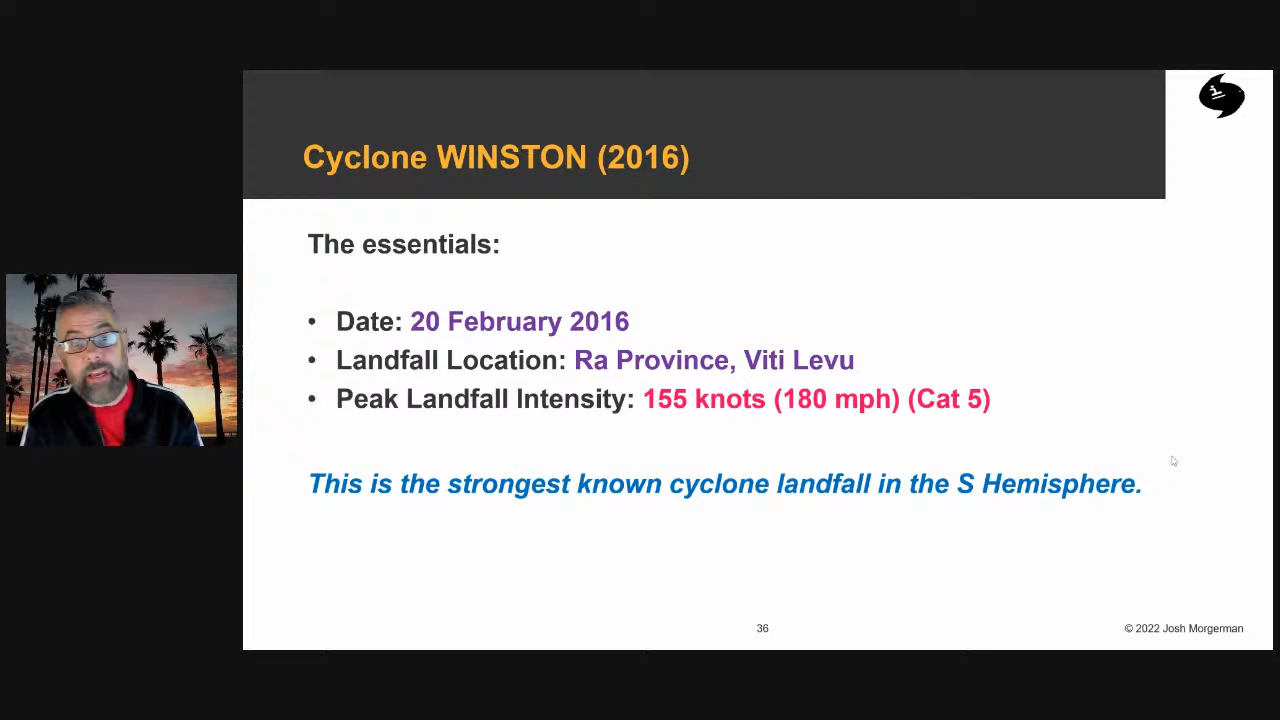 Cyclone WINSTON (2016)
The essentials:
• Date: 20 February 2016
• Landfall Location: Ra Province, Viti Levu
• Peak Landfall Intensity: 155 knots (180 mph) (Cat 5)
This is the strongest known cyclone landfall in the S Hemisphere.
36
© 2022 Josh Morgerman